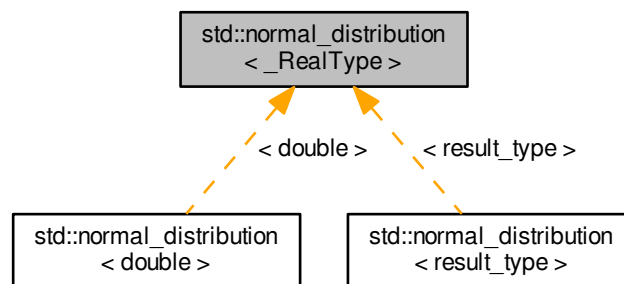 std::normal_distribution
< _RealType >
< double >
< result_type >
std::normal_distribution
< double >
std::normal_distribution
< result_type >